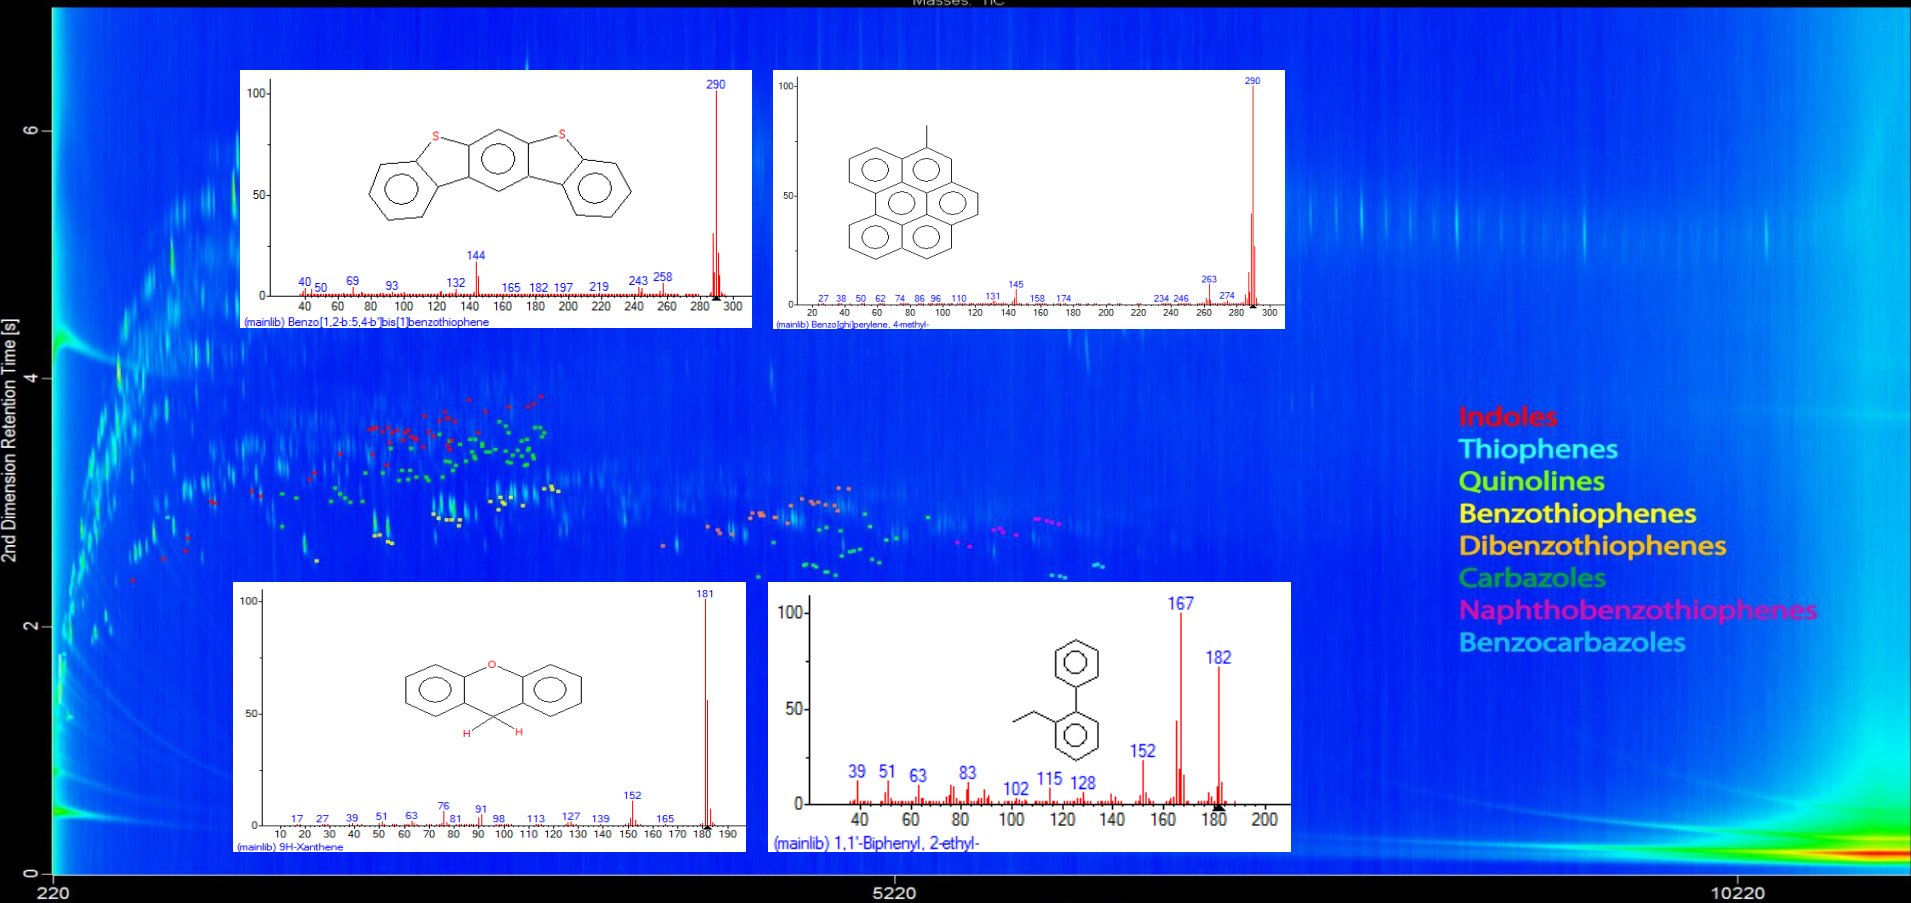 Masses: TIC
2nd Dimension Retention Time [s]
6
4
2
0
220
5220
10220
100
50
0
S
S
290
144
40
50
69
93
132
165
182
197
219
243
258
40 60 80 100 120 140 160 180 200 220 240 260 280 300
(mainlib) Benzo[1,2-b:5,4-b']bis[1]benzothiophene
100
50
0
290
145
263
27 38 50 62 74 86 96 110 131 158 174 234 246 274
20 40 60 80 100 120 140 160 180 200 220 240 260 280 300
(mainlib) Benzo[ghi]perylene, 4-methyl-
Indoles
Thiophenes
Quinolines
Benzothiophenes
Dibenzothiophenes
Carbazoles
Naphthobenzothiophenes
Benzocarbazoles
100
50
0
O
H
H
181
152
17 27 39 51 63 76 81 91 98 113 127 139 165
10 20 30 40 50 60 70 80 90 100 110 120 130 140 150 160 170 180 190
(mainlib) 9H-Xanthene
100
50
0
167
182
152
39 51 63 83 102 115 128
40 60 80 100 120 140 160 180 200
(mainlib) 1,1'-Biphenyl, 2-ethyl-